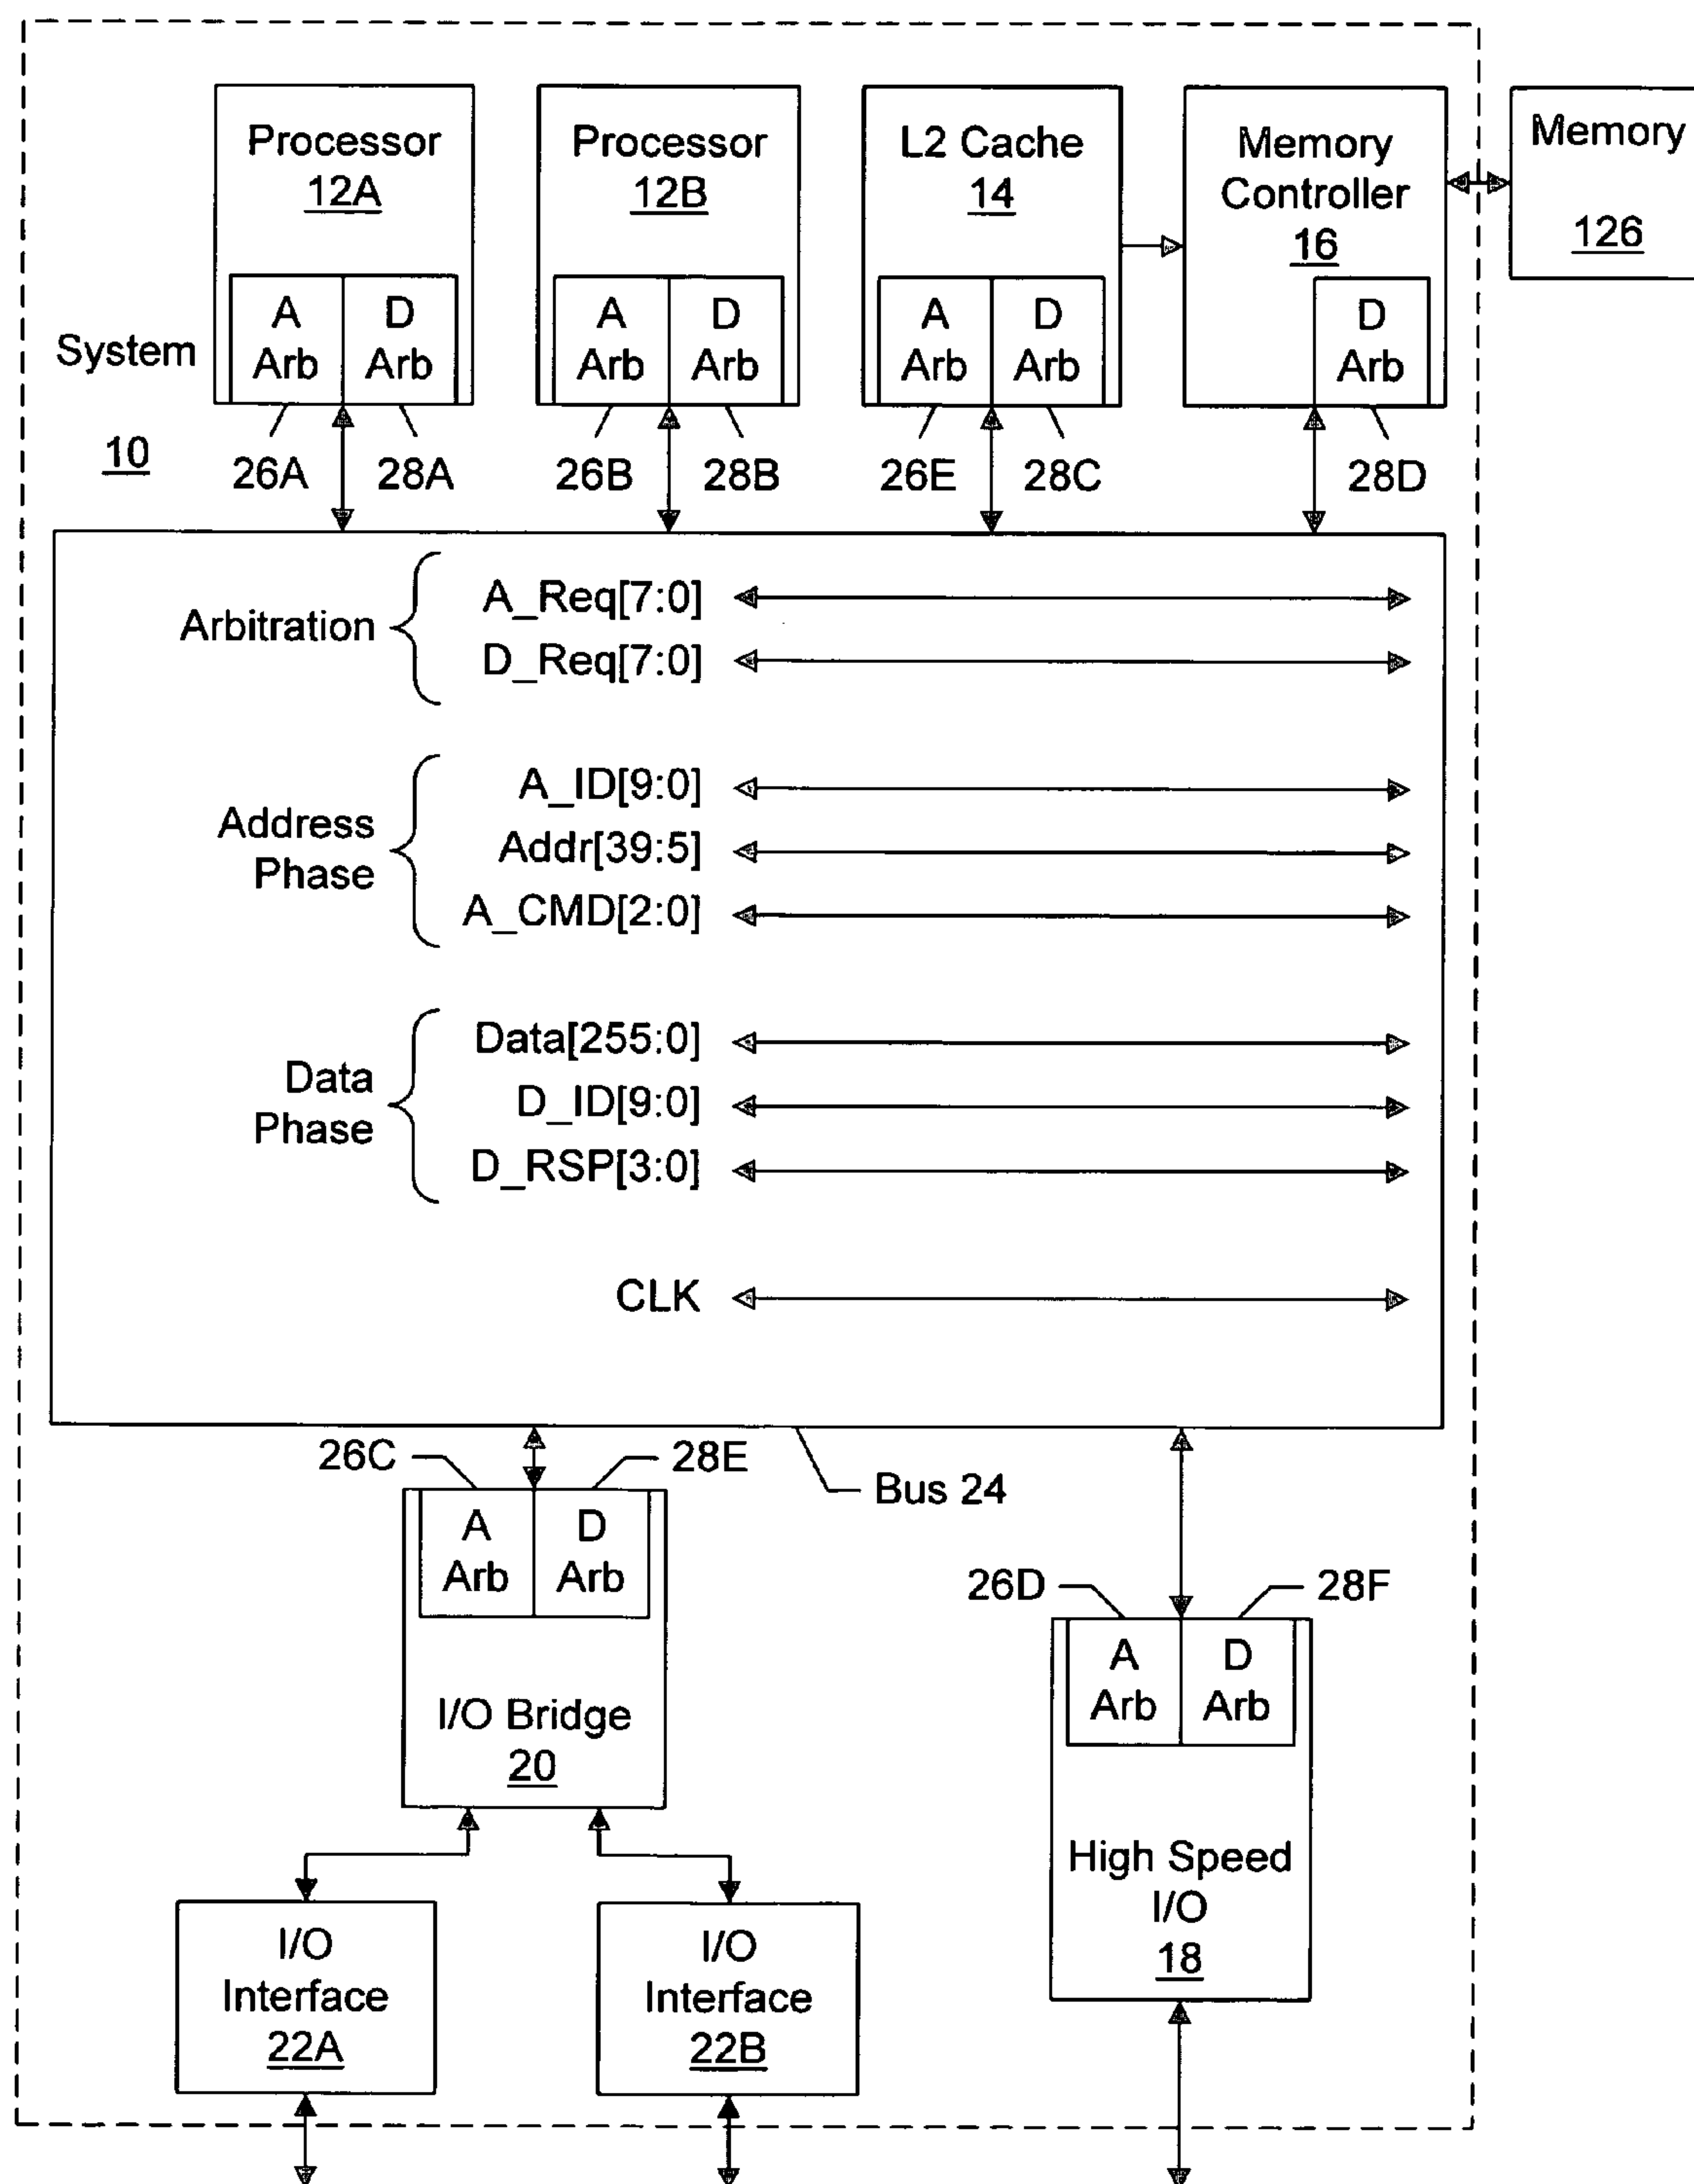 Processor
12A
A
Arb
D
Arb
Processor
12B
A
Arb
D
Arb
L2 Cache
14
A
Arb
D
Arb
Memory
Controller
16
D
Arb
Memory
126
System
10
26A
28A
26B
28B
26E
28C
28D
Arbitration
A_Req[7:0]
D_Req[7:0]
Address
Phase
A_ID[9:0]
Addr[39:5]
A_CMD[2:0]
Data
Phase
Data[255:0]
D_ID[9:0]
D_RSP[3:0]
CLK
Bus 24
26C
28E
A
Arb
D
Arb
I/O Bridge
20
26D
28F
A
Arb
D
Arb
High Speed
I/O
18
I/O
Interface
22A
I/O
Interface
22B